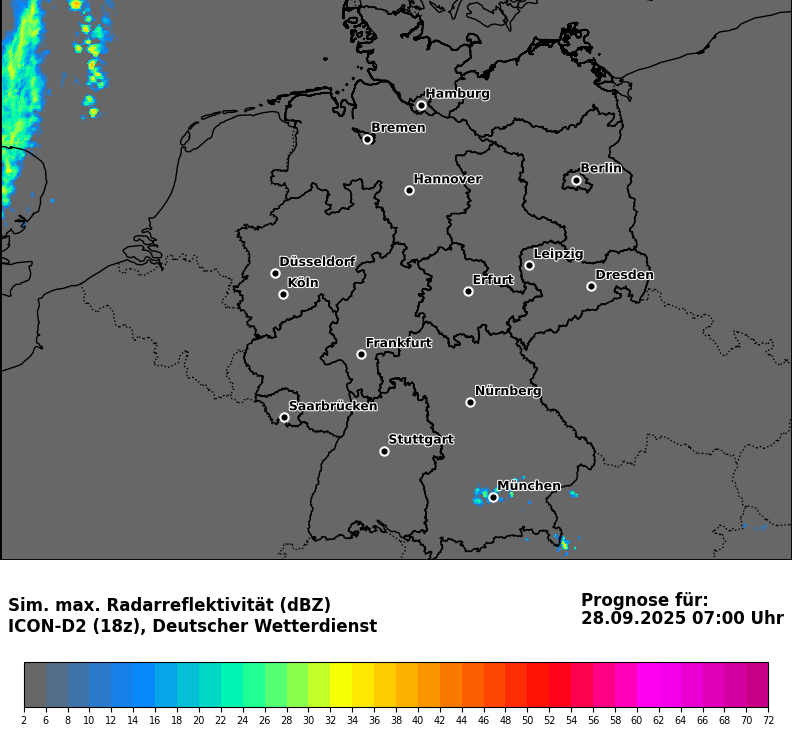 Hamburg
Bremen
Berlin
Hannover
Leipzig
Düsseldorf
Dresden
Erfurt
Köln
Frankfurt
Nürnberg
Saarbrücken
Stuttgart
München
Sim. max. Radarreflektivität (dBZ)
ICON-D2 (18z), Deutscher Wetterdienst
Prognose für:
28.09.2025 07:00 Uhr
2 6 8 10 12 14 16 18 20 22 24 26 28 30 32 34 36 38 40 42 44 46 48 50 52 54 56 58 60 62 64 66 68 70 72